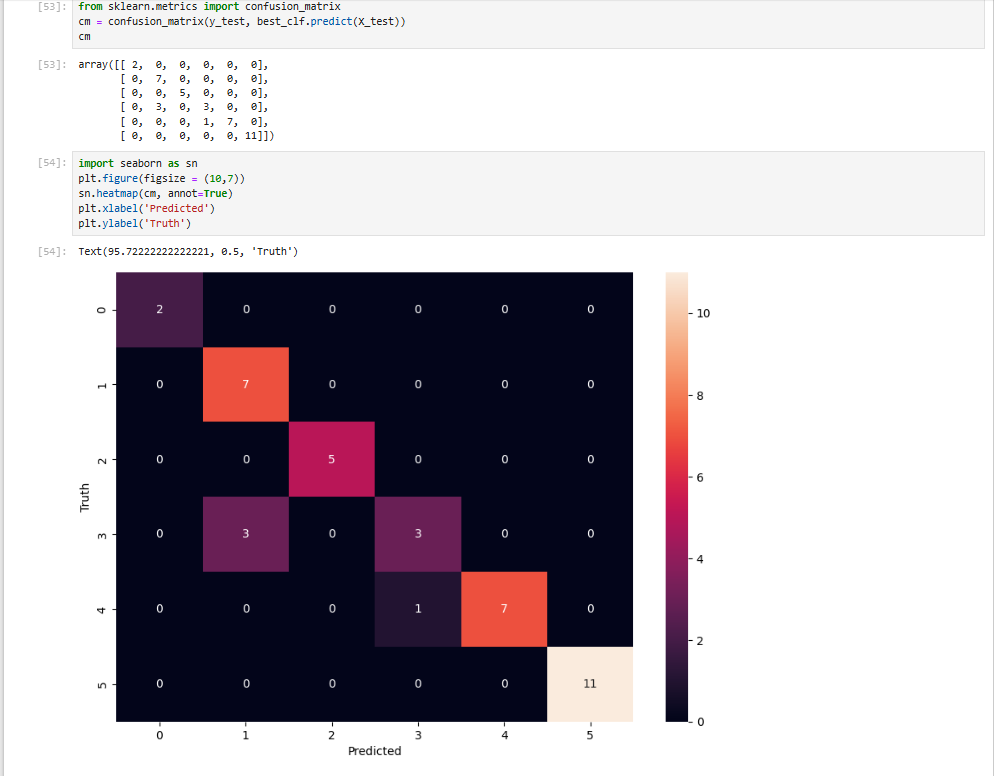 [53]: from sklearn.metrics import confusion_matrix
cm = confusion_matrix(y_test, best_clf.predict(X_test))
cm
[53]: array([[ 2, 0, 0, 0, 0, 0],
[ 0, 7, 0, 0, 0, 0],
[ 0, 0, 5, 0, 0, 0],
[ 0, 3, 0, 3, 0, 0],
[ 0, 0, 0, 1, 7, 0],
[ 0, 0, 0, 0, 0, 11]])
[54]: import seaborn as sn
plt.figure(figsize = (10,7))
sn.heatmap(cm, annot=True)
plt.xlabel('Predicted')
plt.ylabel('Truth')
[54]: Text(95.72222222222221, 0.5, 'Truth')
0 2 0 0 0 0 0
1 0 7 0 0 0 0
2 0 0 5 0 0 0
Truth
3 0 3 0 3 0 0
4 0 0 0 1 7 0
5 0 0 0 0 0 11
0 1 2 3 4 5
Predicted
10
8
6
4
2
0